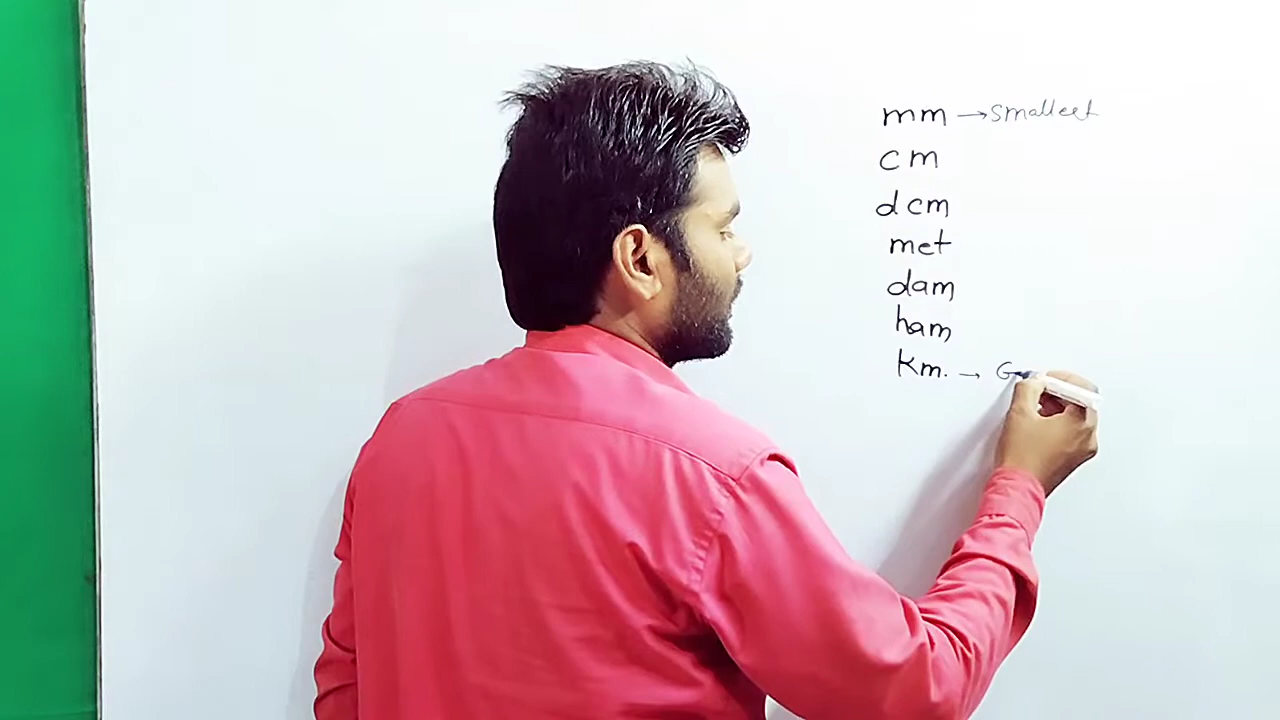 mm → smallest
cm
dcm
met
dam
ham
Km. → G